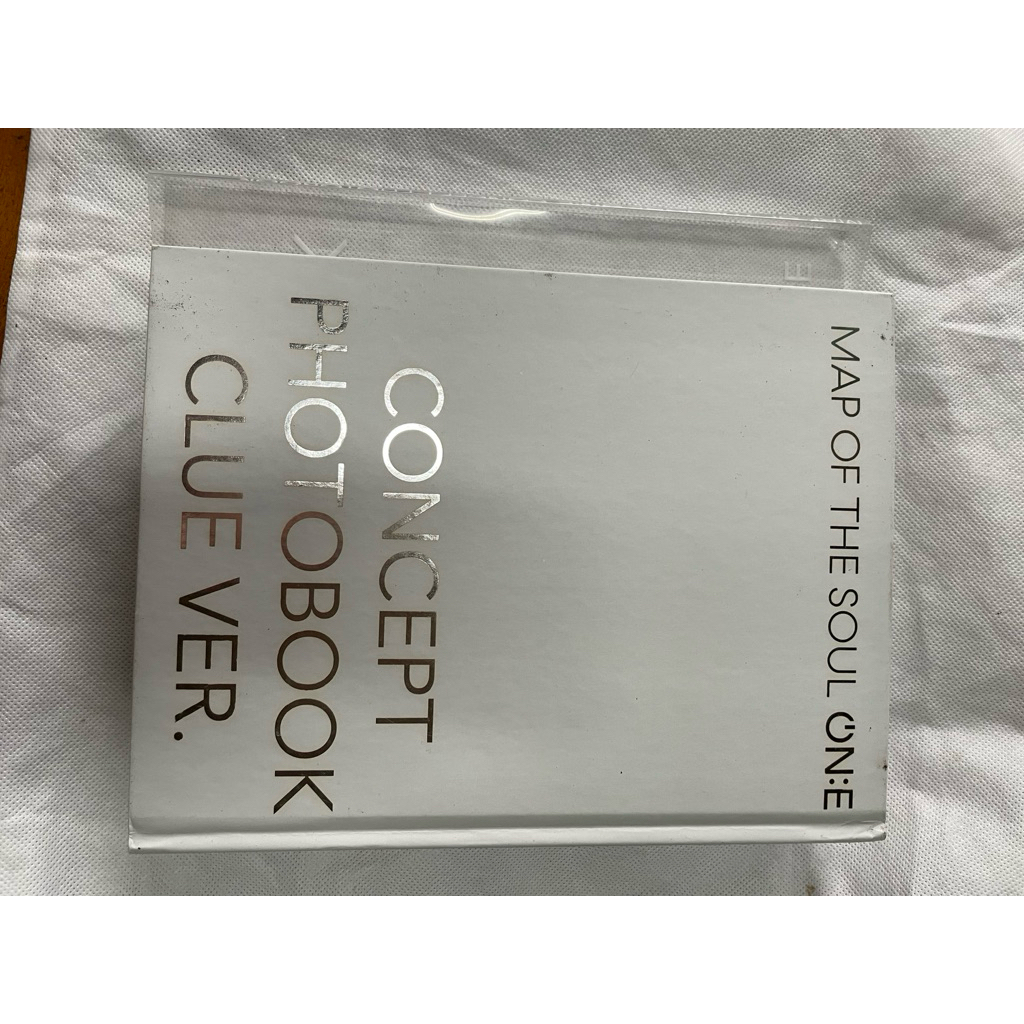 MAP OF THE SOUL ON:E
CONCEPT
PHOTOBOOK
CLUE VER.